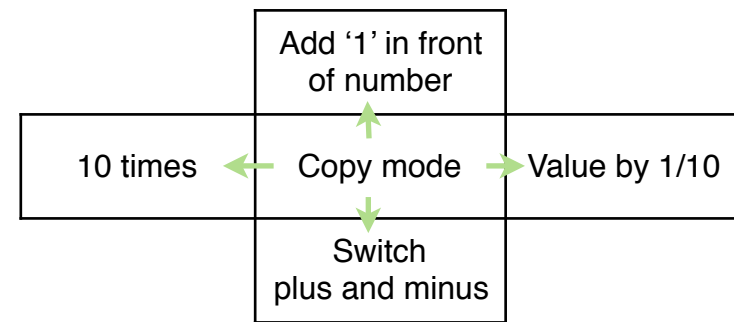 Add ‘1’ in front
of number
10 times
Copy mode
Value by 1/10
Switch
plus and minus